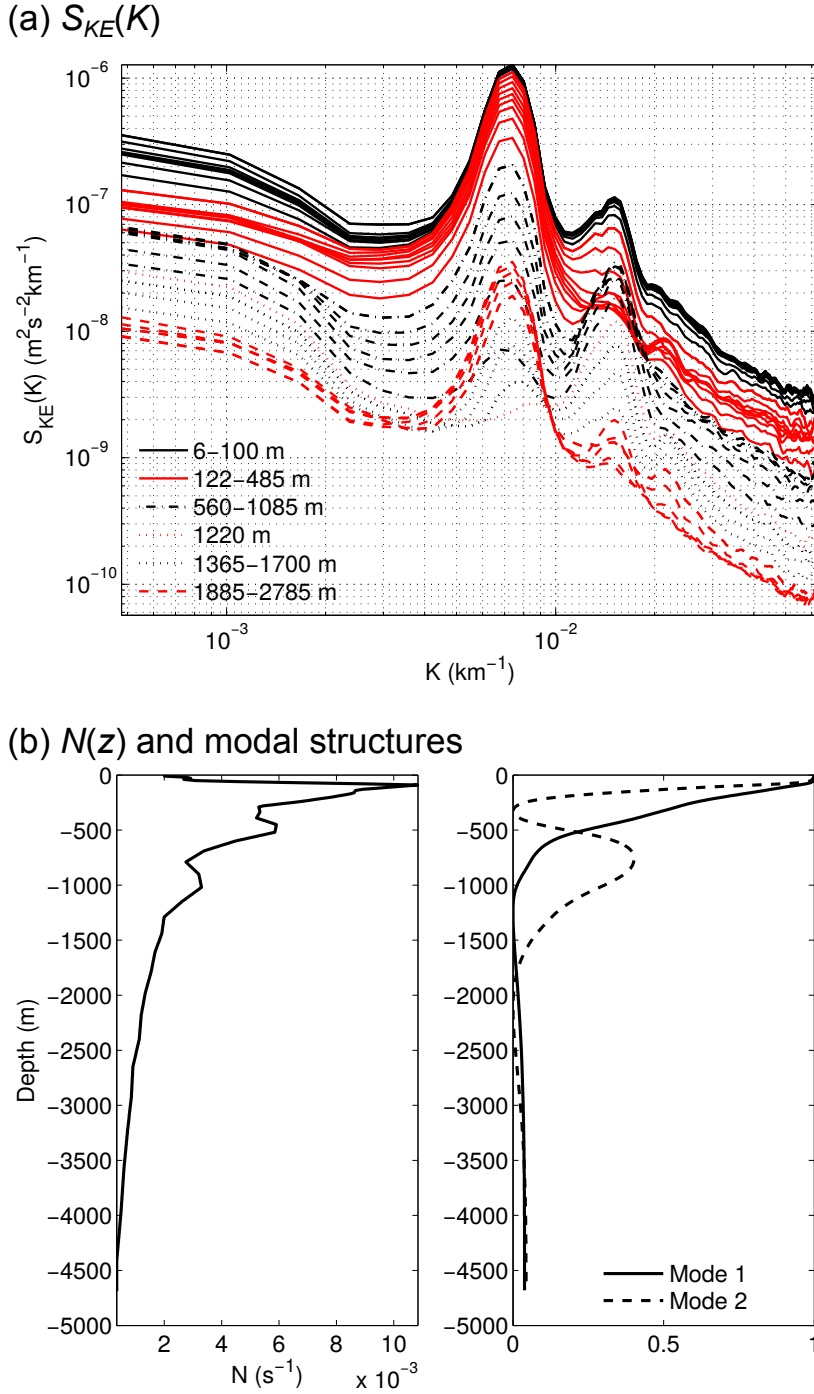 (a) S_KE(K)
10⁻⁶
10⁻⁷
10⁻⁸
10⁻⁹
10⁻¹⁰
S_KE(K) (m²s⁻²km⁻¹)
6−100 m
122−485 m
560−1085 m
1220 m
1365−1700 m
1885−2785 m
10⁻³
10⁻²
K (km⁻¹)
(b) N(z) and modal structures
0
−500
−1000
−1500
−2000
−2500
−3000
−3500
−4000
−4500
−5000
Depth (m)
2
4
6
8
10
N (s⁻¹)
x 10⁻³
0
−500
−1000
−1500
−2000
−2500
−3000
−3500
−4000
−4500
−5000
Mode 1
Mode 2
0
0.5
1